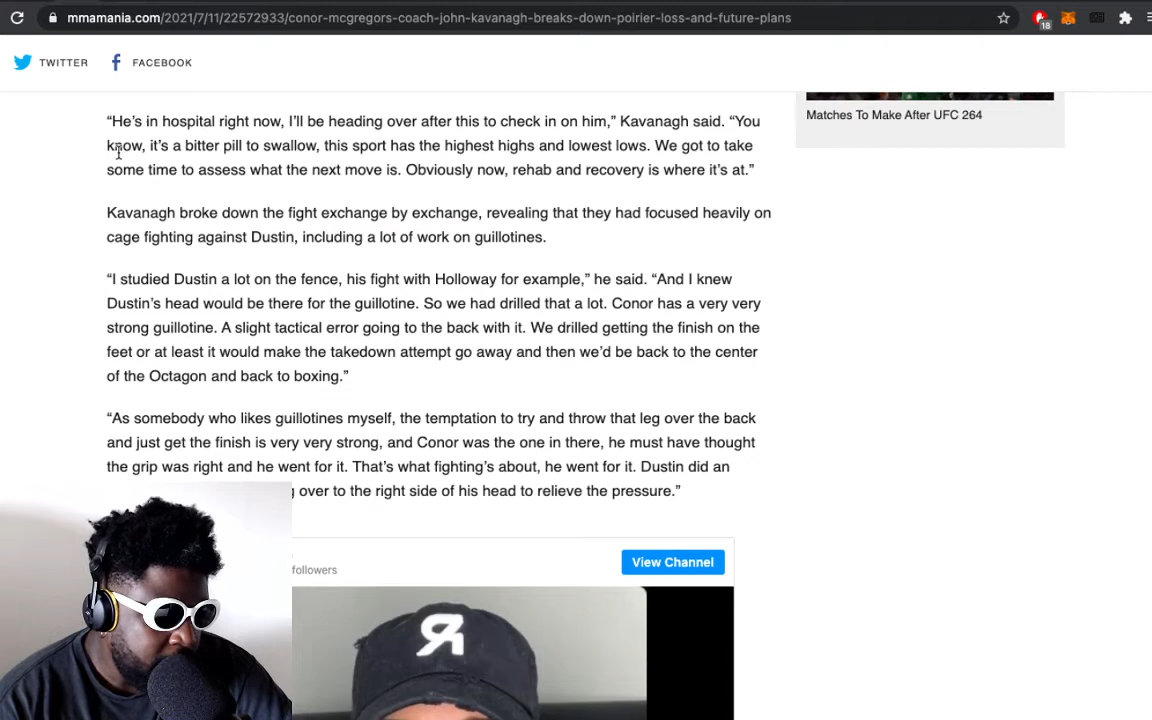 mmamania.com/2021/7/11/22572933/conor-mcgregors-coach-john-kavanagh-breaks-down-poirier-loss-and-future-plans
18
TWITTER FACEBOOK
Matches To Make After UFC 264
“He’s in hospital right now, I’ll be heading over after this to check in on him,” Kavanagh said. “You
know, it’s a bitter pill to swallow, this sport has the highest highs and lowest lows. We got to take
some time to assess what the next move is. Obviously now, rehab and recovery is where it’s at.”
Kavanagh broke down the fight exchange by exchange, revealing that they had focused heavily on
cage fighting against Dustin, including a lot of work on guillotines.
“I studied Dustin a lot on the fence, his fight with Holloway for example,” he said. “And I knew
Dustin’s head would be there for the guillotine. So we had drilled that a lot. Conor has a very very
strong guillotine. A slight tactical error going to the back with it. We drilled getting the finish on the
feet or at least it would make the takedown attempt go away and then we’d be back to the center
of the Octagon and back to boxing.”
“As somebody who likes guillotines myself, the temptation to try and throw that leg over the back
and just get the finish is very very strong, and Conor was the one in there, he must have thought
the grip was right and he went for it. That’s what fighting’s about, he went for it. Dustin did an
over to the right side of his head to relieve the pressure.”
followers
View Channel